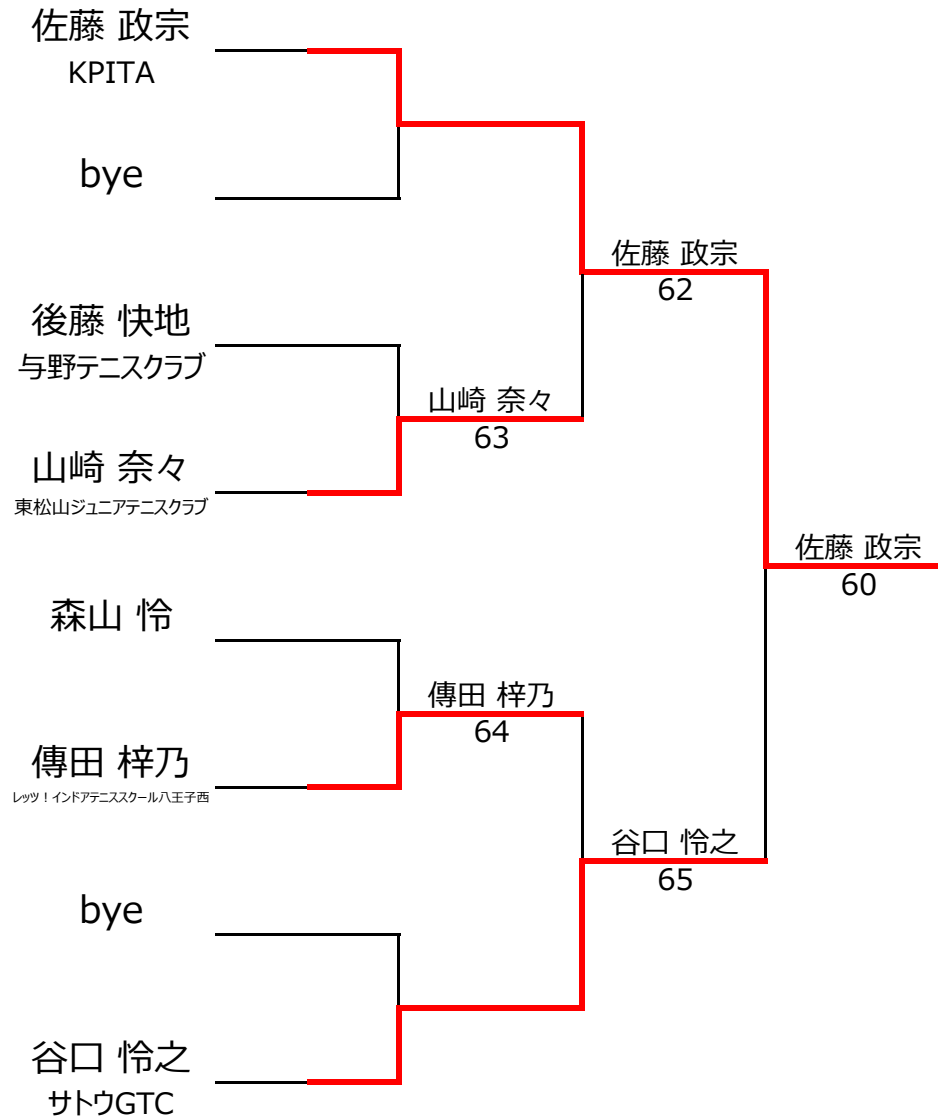 佐藤 政宗
KPITA
bye
後藤 快地
与野テニスクラブ
山崎 奈々
東松山ジュニアテニスクラブ
森山 怜
傳田 梓乃
レッツ！インドアテニススクール八王子西
bye
谷口 怜之
サトウGTC
山崎 奈々
63
傳田 梓乃
64
佐藤 政宗
62
谷口 怜之
65
佐藤 政宗
60